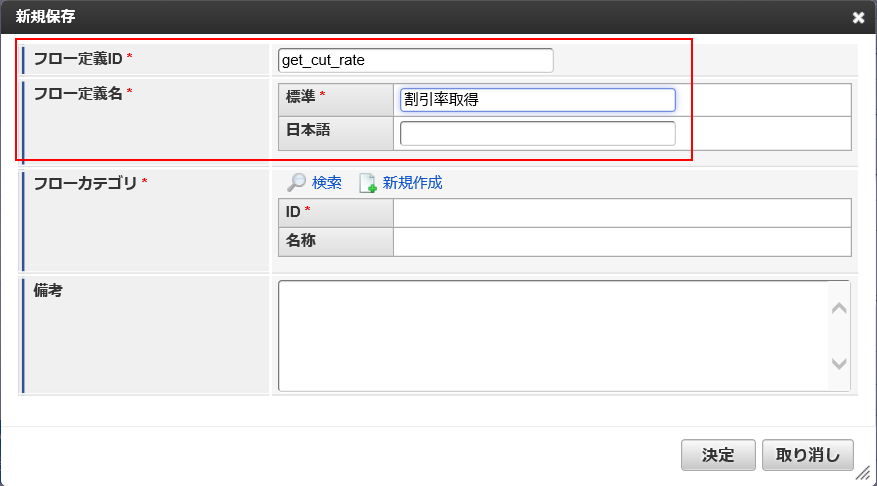 新規保存
フロー定義ID *
get_cut_rate
フロー定義名 *
標準 *
割引率取得
日本語
フローカテゴリ *
検索 新規作成
ID *
名称
備考
決定 取り消し